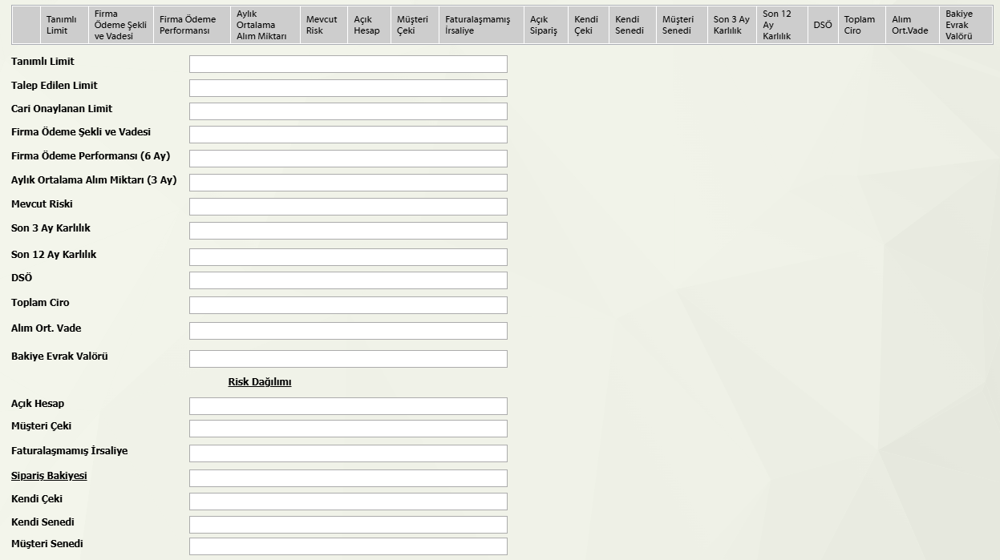 Tanımlı
Limit
Firma
Ödeme Şekli
ve Vadesi
Firma Ödeme
Performansı
Aylık
Ortalama
Alım Miktarı
Mevcut
Risk
Açık
Hesap
Müşteri
Çeki
Faturalaşmamış
İrsaliye
Açık
Sipariş
Kendi
Çeki
Kendi
Senedi
Müşteri
Senedi
Son 3 Ay
Karlılık
Son 12
Ay
Karlılık
DSÖ
Toplam
Ciro
Alım
Ort.Vade
Bakiye
Evrak
Valörü
Tanımlı Limit
Talep Edilen Limit
Cari Onaylanan Limit
Firma Ödeme Şekli ve Vadesi
Firma Ödeme Performansı (6 Ay)
Aylık Ortalama Alım Miktarı (3 Ay)
Mevcut Riski
Son 3 Ay Karlılık
Son 12 Ay Karlılık
DSÖ
Toplam Ciro
Alım Ort. Vade
Bakiye Evrak Valörü
Risk Dağılımı
Açık Hesap
Müşteri Çeki
Faturalaşmamış İrsaliye
Sipariş Bakiyesi
Kendi Çeki
Kendi Senedi
Müşteri Senedi